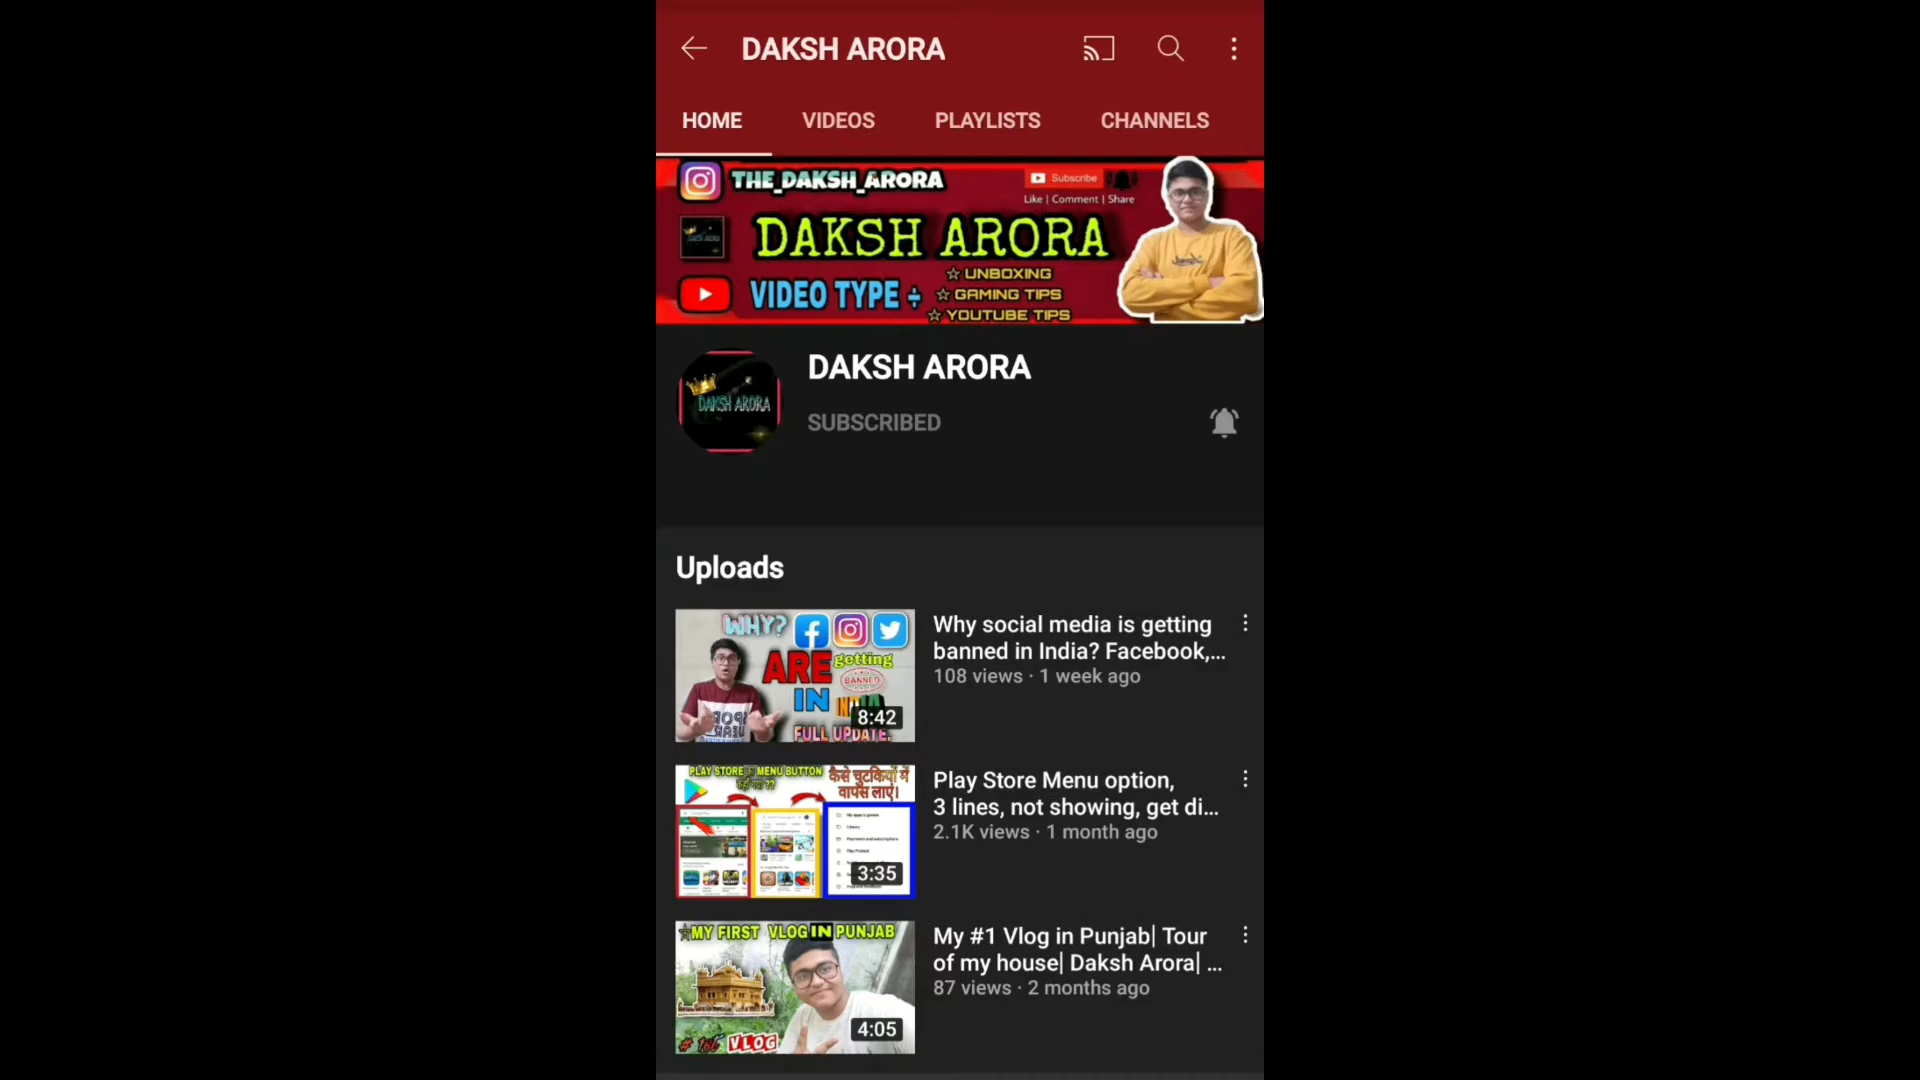 DAKSH ARORA
HOME VIDEOS PLAYLISTS CHANNELS
THE_DAKSH_ARORA
Subscribe
Like | Comment | Share
DAKSH ARORA
VIDEO TYPE ÷
☆ UNBOXING
☆ GAMING TIPS
☆ YOUTUBE TIPS
DAKSH ARORA
DAKSH ARORA
SUBSCRIBED
Uploads
WHY?
ARE getting
BANNED
IN INDIA
FULL UPDATE.
8:42
Why social media is getting
banned in India? Facebook,...
108 views · 1 week ago
PLAY STORE का MENU BUTTON
कहाँ गया ??
कैसे चुटकियों में
वापस लाएं।
3:35
Play Store Menu option,
3 lines, not showing, get di...
2.1K views · 1 month ago
☆MY FIRST VLOG IN PUNJAB
# 1st VLOG
4:05
My #1 Vlog in Punjab| Tour
of my house| Daksh Arora| ...
87 views · 2 months ago